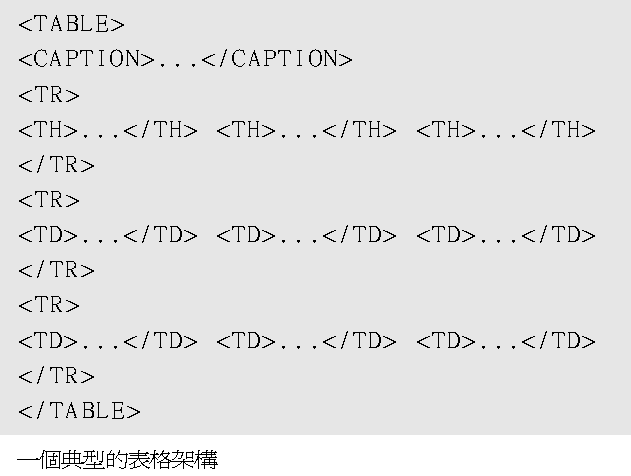 <TABLE>
<CAPTION>...</CAPTION>
<TR>
<TH>...</TH> <TH>...</TH> <TH>...</TH>
</TR>
<TR>
<TD>...</TD> <TD>...</TD> <TD>...</TD>
</TR>
<TR>
<TD>...</TD> <TD>...</TD> <TD>...</TD>
</TR>
</TABLE>
一個典型的表格架構